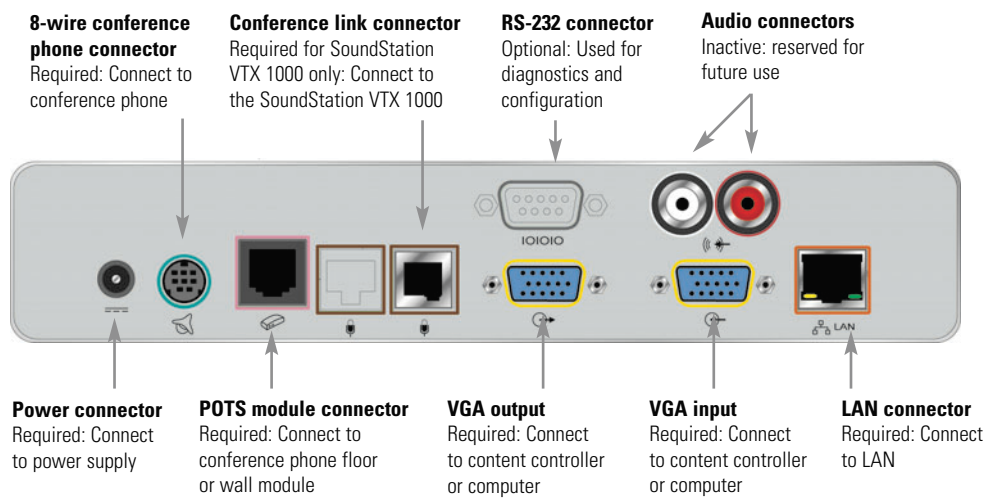 8-wire conference
phone connector
Required: Connect to
conference phone
Conference link connector
Required for SoundStation
VTX 1000 only: Connect to
the SoundStation VTX 1000
RS-232 connector
Optional: Used for
diagnostics and
configuration
Audio connectors
Inactive: reserved for
future use
IOIOIO
LAN
Power connector
Required: Connect
to power supply
POTS module connector
Required: Connect to
conference phone floor
or wall module
VGA output
Required: Connect
to content controller
or computer
VGA input
Required: Connect
to content controller
or computer
LAN connector
Required: Connect
to LAN